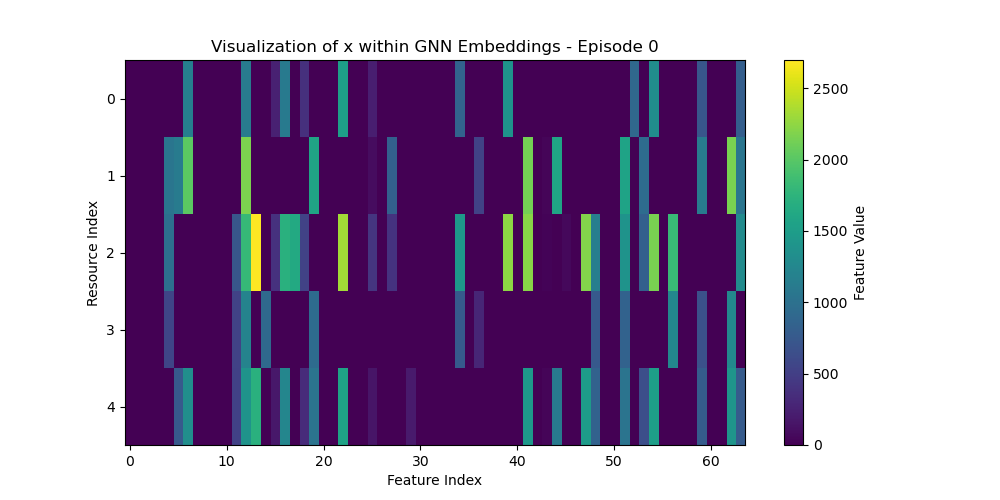 Visualization of x within GNN Embeddings - Episode 0
Resource Index
0
1
2
3
4
0 10 20 30 40 50 60
Feature Index
2500
2000
1500
1000
500
0
Feature Value